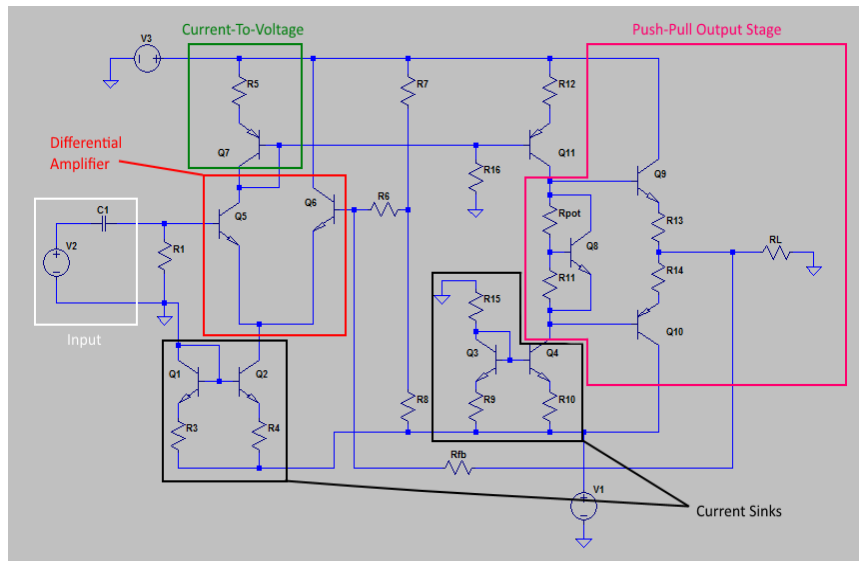 Current-To-Voltage
Push-Pull Output Stage
V3
R5
R7
R12
Differential
Amplifier
Q7
Q11
R16
Q9
Q5
Q6
R6
C1
Rpot
R13
V2
R1
Q8
RL
R11
R14
R15
Input
Q10
Q1
Q2
Q3
Q4
R3
R4
R8
R9
R10
Rfb
V1
Current Sinks